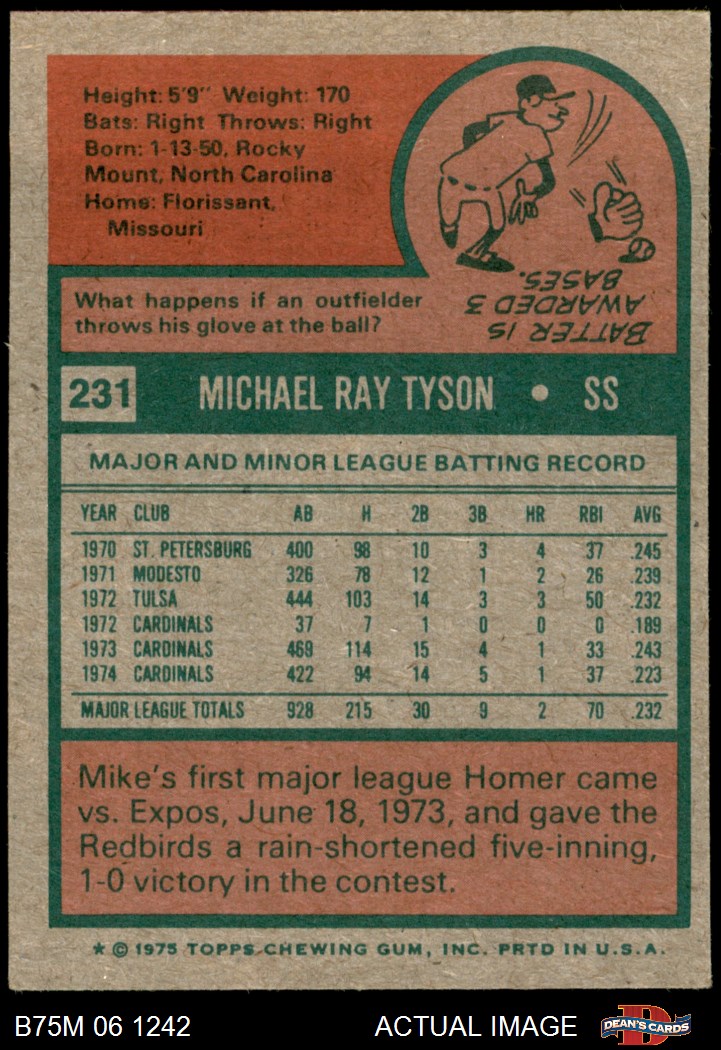 Height: 5'9" Weight: 170
Bats: Right Throws: Right
Born: 1-13-50, Rocky
Mount, North Carolina
Home: Florissant,
Missouri
What happens if an outfielder
throws his glove at the ball?
BATTER IS
AWARDED 3
BASES.
231 MICHAEL RAY TYSON • SS
MAJOR AND MINOR LEAGUE BATTING RECORD
YEAR CLUB AB H 2B 3B HR RBI AVG
1970 ST. PETERSBURG 400 98 10 3 4 37 .245
1971 MODESTO 326 78 12 1 2 26 .239
1972 TULSA 444 103 14 3 3 50 .232
1972 CARDINALS 37 7 1 0 0 0 .189
1973 CARDINALS 469 114 15 4 1 33 .243
1974 CARDINALS 422 94 14 5 1 37 .223
MAJOR LEAGUE TOTALS 928 215 30 9 2 70 .232
Mike's first major league Homer came
vs. Expos, June 18, 1973, and gave the
Redbirds a rain-shortened five-inning,
1-0 victory in the contest.
★ © 1975 TOPPS CHEWING GUM, INC. PRTD IN U.S.A.
B75M 06 1242 ACTUAL IMAGE DEAN'S CARDS